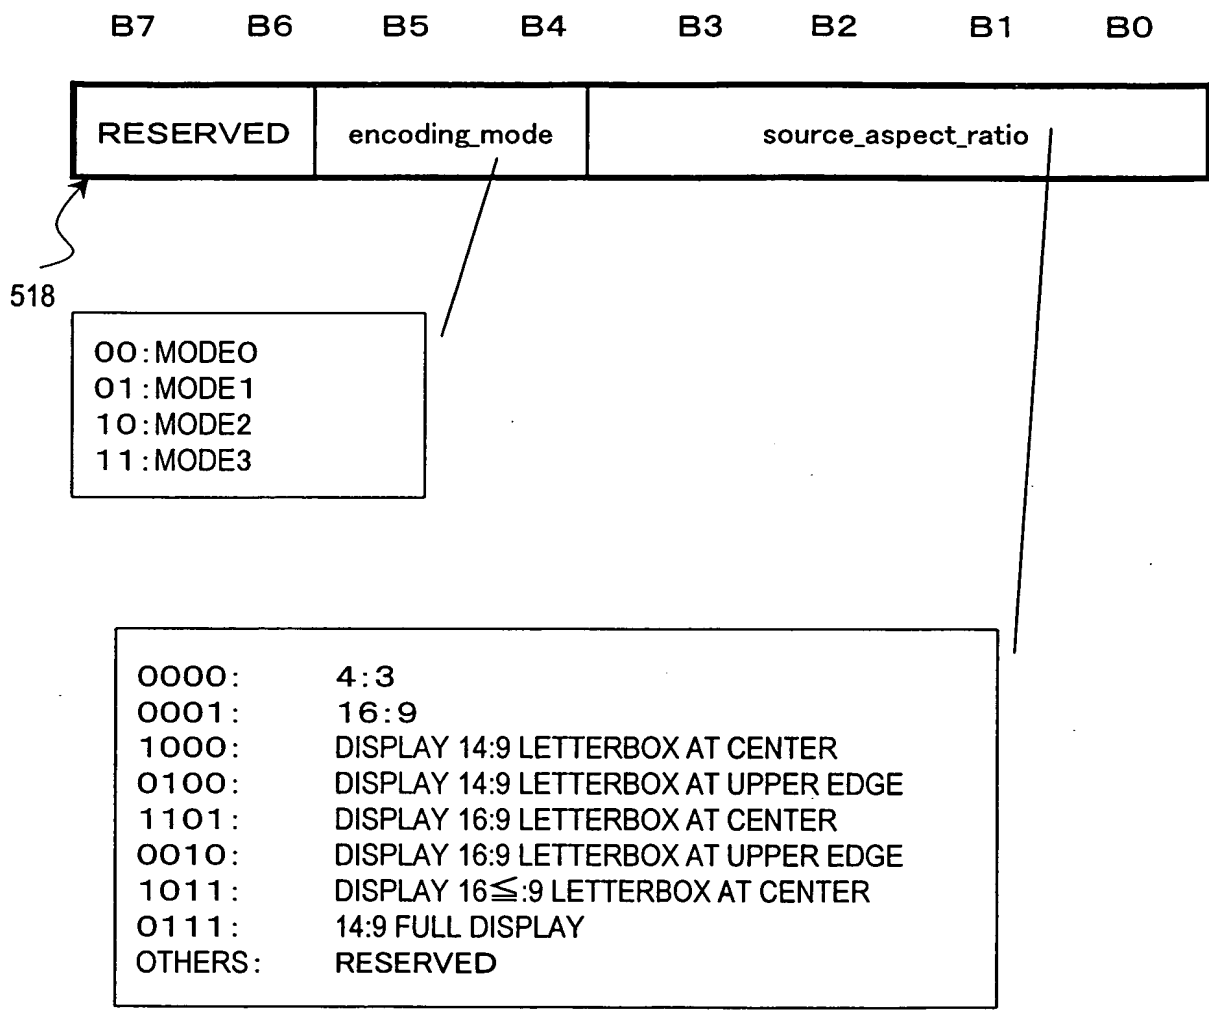 B7 B6 B5 B4 B3 B2 B1 B0
RESERVED encoding_mode source_aspect_ratio
518
00:MODE0
01:MODE1
10:MODE2
11:MODE3
0000: 4:3
0001: 16:9
1000: DISPLAY 14:9 LETTERBOX AT CENTER
0100: DISPLAY 14:9 LETTERBOX AT UPPER EDGE
1101: DISPLAY 16:9 LETTERBOX AT CENTER
0010: DISPLAY 16:9 LETTERBOX AT UPPER EDGE
1011: DISPLAY 16≦:9 LETTERBOX AT CENTER
0111: 14:9 FULL DISPLAY
OTHERS: RESERVED